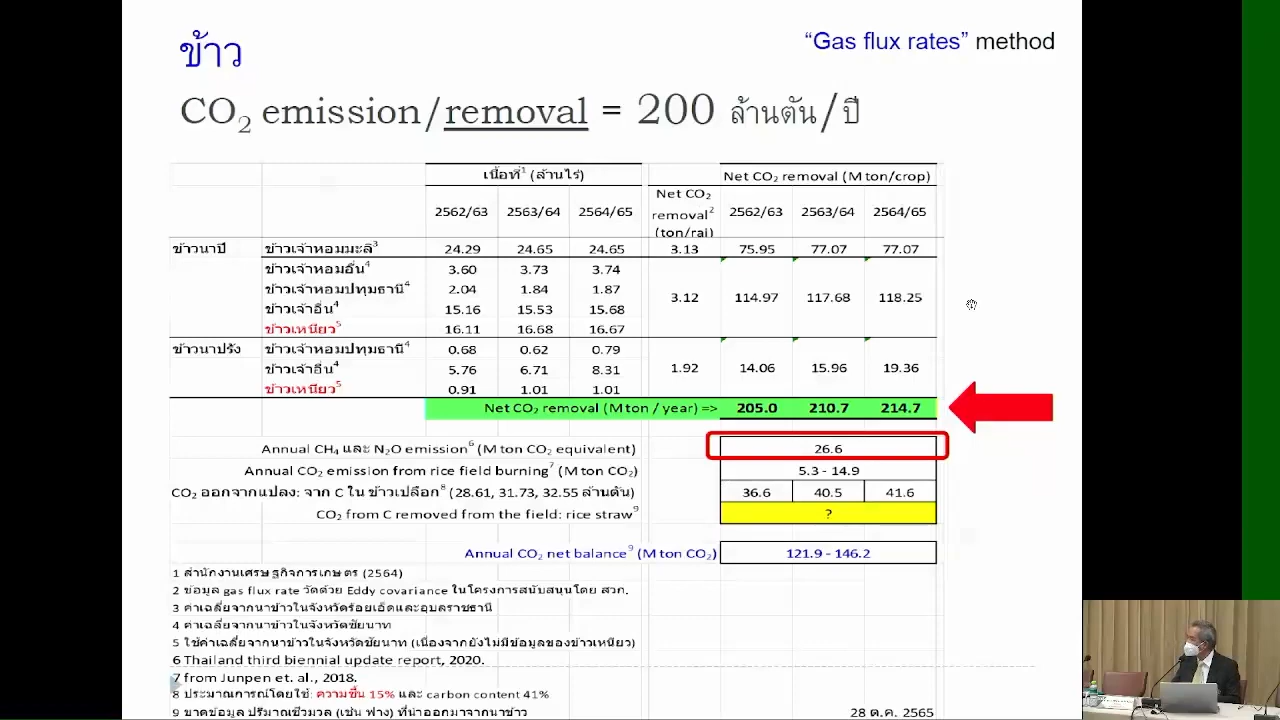 ข้าว
“Gas flux rates” method
CO2 emission/removal = 200 ล้านตัน/ปี
เนื้อที่1 (ล้านไร่) Net CO2 removal (M ton/crop)
2562/63 2563/64 2564/65 Net CO2 removal2 (ton/rai) 2562/63 2563/64 2564/65
ข้าวนาปี ข้าวเจ้าหอมมะลิ3 24.29 24.65 24.65 3.13 75.95 77.07 77.07
ข้าวเจ้าหอมอื่น4 3.60 3.73 3.74
ข้าวเจ้าหอมปทุมธานี4 2.04 1.84 1.87
3.12 114.97 117.68 118.25
ข้าวเจ้าอื่น4 15.16 15.53 15.68
ข้าวเหนียว5 16.11 16.68 16.67
ข้าวนาปรัง ข้าวเจ้าหอมปทุมธานี4 0.68 0.62 0.79
ข้าวเจ้าอื่น4 5.76 6.71 8.31 1.92 14.06 15.96 19.36
ข้าวเหนียว5 0.91 1.01 1.01
Net CO2 removal (M ton / year) => 205.0 210.7 214.7
Annual CH4 และ N2O emission6 (M ton CO2 equivalent) 26.6
Annual CO2 emission from rice field burning7 (M ton CO2) 5.3 - 14.9
CO2 ออกจากแปลง: จาก C ใน ข้าวเปลือก8 (28.61, 31.73, 32.55 ล้านตัน) 36.6 40.5 41.6
CO2 from C removed from the field: rice straw9 ?
Annual CO2 net balance9 (M ton CO2) 121.9 - 146.2
1 สำนักงานเศรษฐกิจการเกษตร (2564)
2 ข้อมูล gas flux rate วัดด้วย Eddy covariance ในโครงการสนับสนุนโดย สวก.
3 ค่าเฉลี่ยจากนาข้าวในจังหวัดร้อยเอ็ดและอุบลราชธานี
4 ค่าเฉลี่ยจากนาข้าวในจังหวัดชัยนาท
5 ใช้ค่าเฉลี่ยจากนาข้าวในจังหวัดชัยนาท (เนื่องจากยังไม่มีข้อมูลของข้าวเหนียว)
6 Thailand third biennial update report, 2020.
7 from Junpen et. al., 2018.
8 ประมาณการณ์โดยใช้: ความชื้น 15% และ carbon content 41%
9 ขาดข้อมูล ปริมาณชีวมวล (เช่น ฟาง) ที่นำออกมาจากนาข้าว 28 ต.ค. 2565